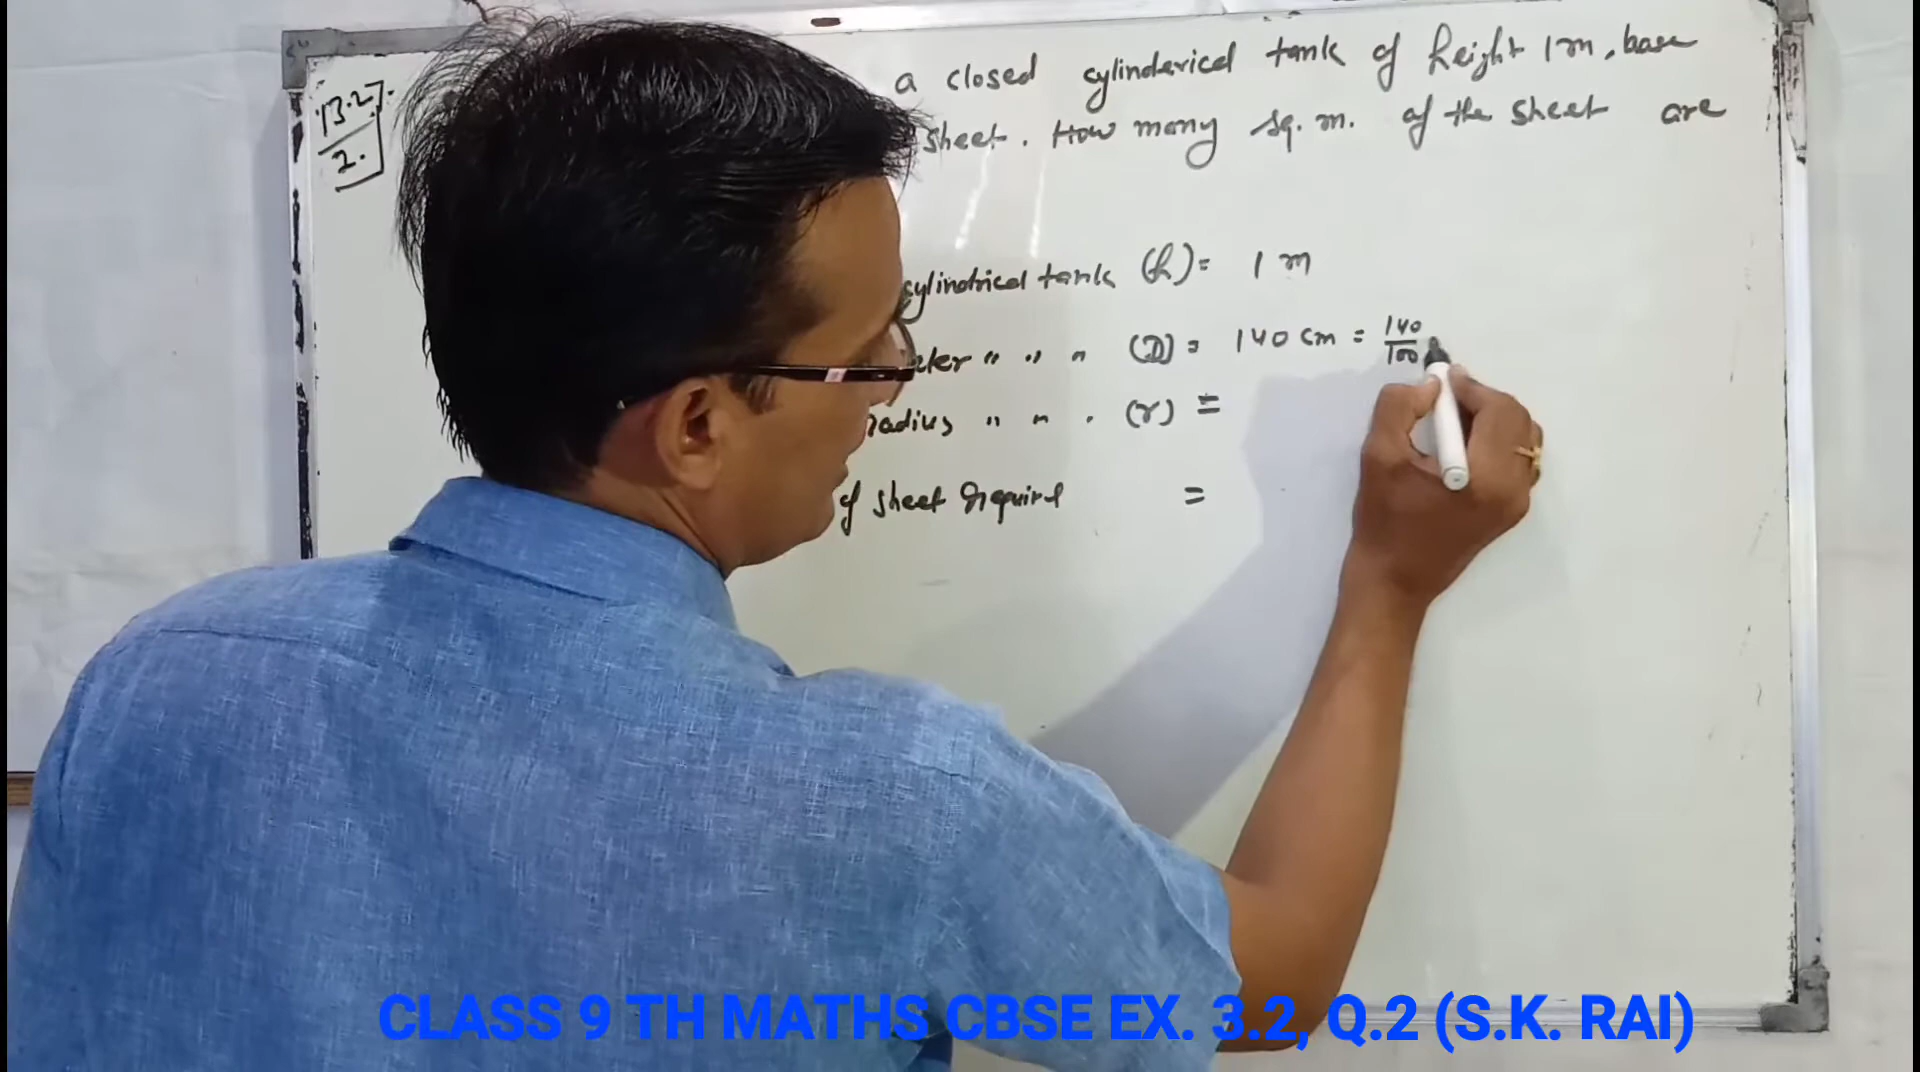 13.2
2.
a closed cylinderical tank of height 1m, base
sheet. How many sq. m. of the sheet are
cylindrical tank (h) = 1 m
" " " (D) = 140 cm = 140/100
radius " " " (r) =
of sheet required =
CLASS 9 TH MATHS CBSE EX. 3.2, Q.2 (S.K. RAI)